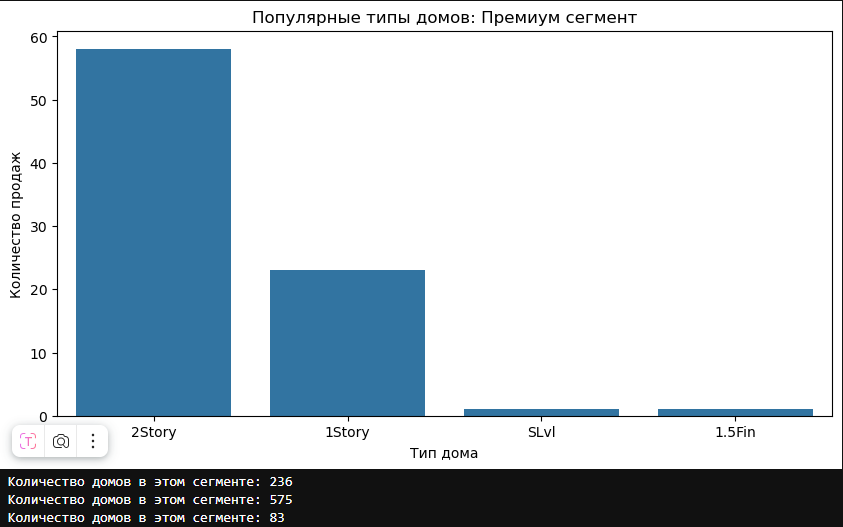 Популярные типы домов: Премиум сегмент
60
50
40
30
20
10
0
Количество продаж
2Story 1Story SLvl 1.5Fin
Тип дома
T
Количество домов в этом сегменте: 236
Количество домов в этом сегменте: 575
Количество домов в этом сегменте: 83